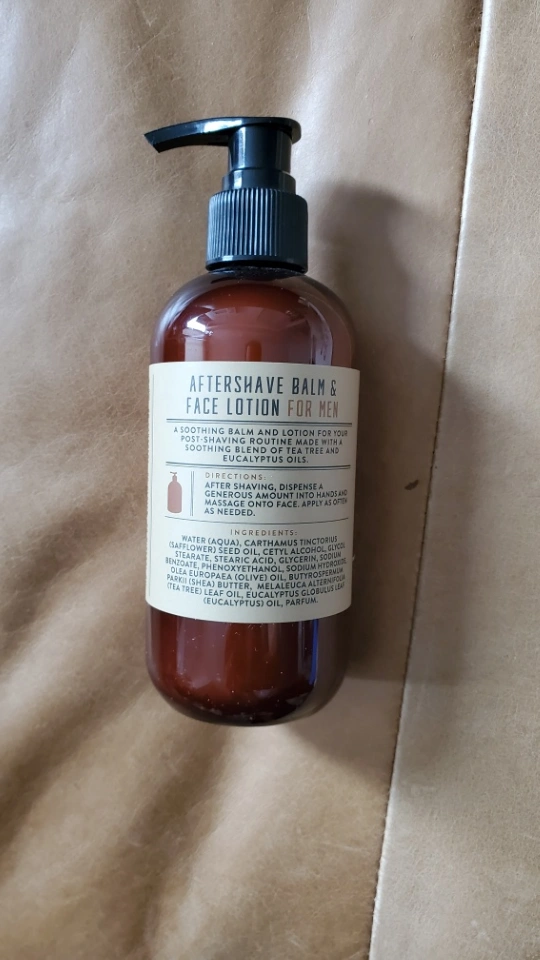 AFTERSHAVE BALM &
FACE LOTION FOR MEN
A SOOTHING BALM AND LOTION FOR YOUR
POST-SHAVING ROUTINE MADE WITH A
SOOTHING BLEND OF TEA TREE AND
EUCALYPTUS OILS.
DIRECTIONS:
AFTER SHAVING, DISPENSE A
GENEROUS AMOUNT INTO HANDS AND
MASSAGE ONTO FACE. APPLY AS OFTEN
AS NEEDED.
INGREDIENTS:
WATER (AQUA), CARTHAMUS TINCTORIUS
(SAFFLOWER) SEED OIL, CETYL ALCOHOL, GLYCOL
STEARATE, STEARIC ACID, GLYCERIN, SODIUM
BENZOATE, PHENOXYETHANOL, SODIUM HYDROXIDE,
OLEA EUROPAEA (OLIVE) OIL, BUTYROSPERMUM
PARKII (SHEA) BUTTER, MELALEUCA ALTERNIFOLIA
(TEA TREE) LEAF OIL, EUCALYPTUS GLOBULUS LEAF
(EUCALYPTUS) OIL, PARFUM.